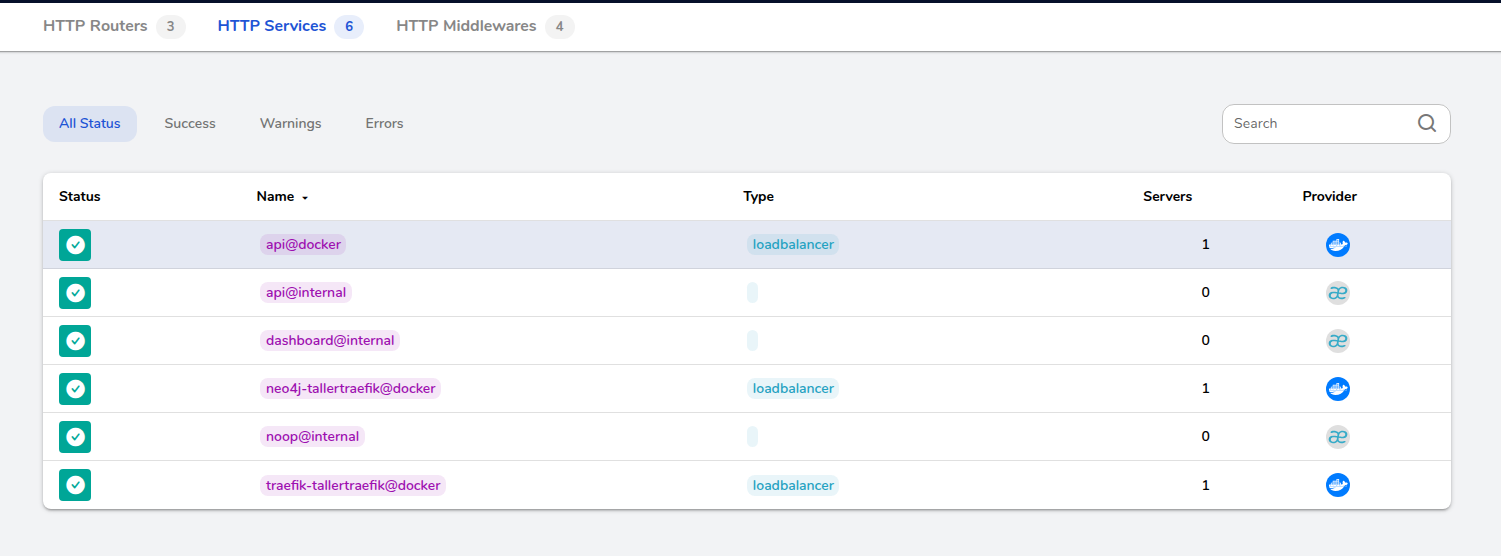 HTTP Routers 3 HTTP Services 6 HTTP Middlewares 4
All Status Success Warnings Errors Search
Status Name Type Servers Provider
api@docker loadbalancer 1
api@internal 0 æ
dashboard@internal 0 æ
neo4j-tallertraefik@docker loadbalancer 1
noop@internal 0 æ
traefik-tallertraefik@docker loadbalancer 1